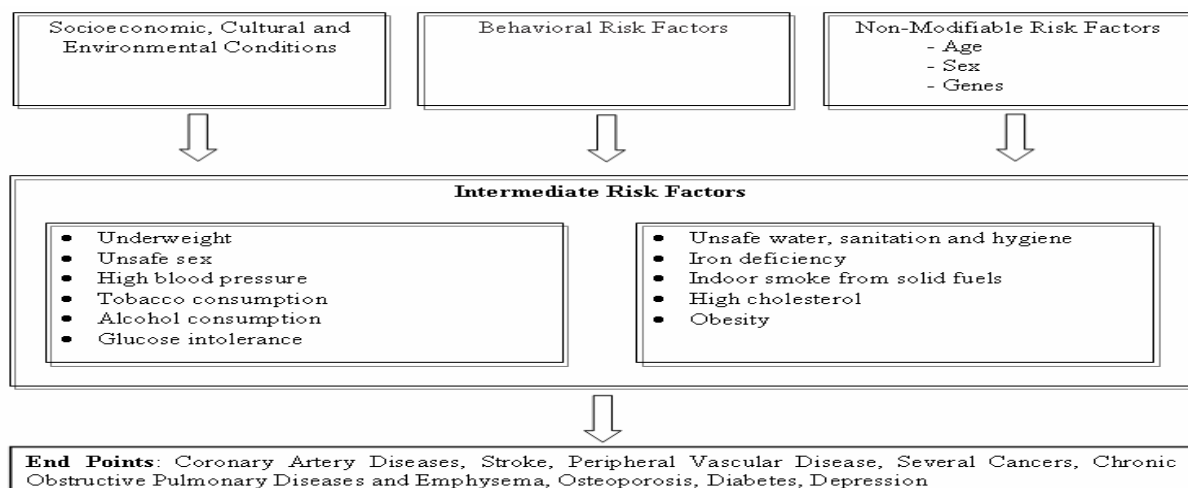 Socioeconomic, Cultural and
Environmental Conditions
Behavioral Risk Factors
Non-Modifiable Risk Factors
- Age
- Sex
- Genes
Intermediate Risk Factors
● Underweight
● Unsafe sex
● High blood pressure
● Tobacco consumption
● Alcohol consumption
● Glucose intolerance
● Unsafe water, sanitation and hygiene
● Iron deficiency
● Indoor smoke from solid fuels
● High cholesterol
● Obesity
End Points: Coronary Artery Diseases, Stroke, Peripheral Vascular Disease, Several Cancers, Chronic
Obstructive Pulmonary Diseases and Emphysema, Osteoporosis, Diabetes, Depression